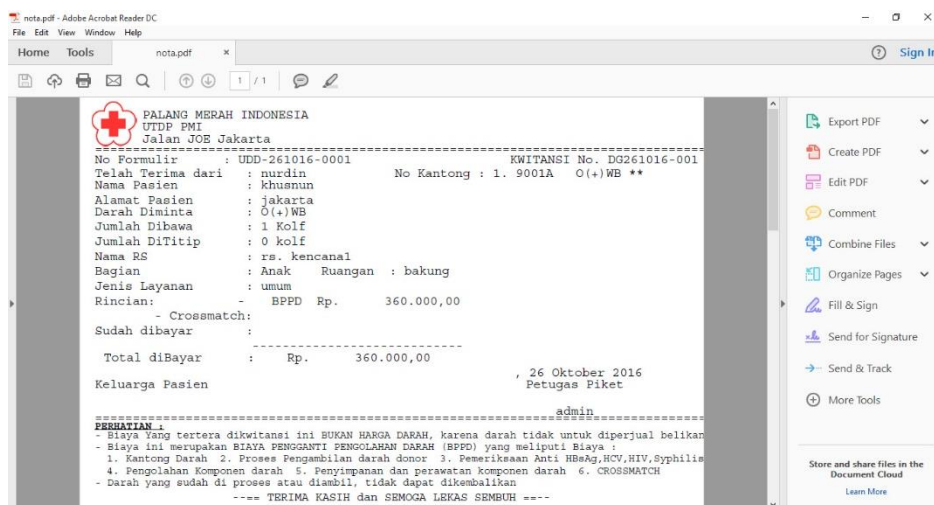 nota.pdf - Adobe Acrobat Reader DC
File Edit View Window Help
Home Tools nota.pdf × Sign In
1 / 1
PALANG MERAH INDONESIA
UTDP PMI
Jalan JOE Jakarta
No Formulir : UDD-261016-0001 KWITANSI No. DG261016-001
Telah Terima dari : nurdin No Kantong : 1. 9001A O(+)WB **
Nama Pasien : khusnun
Alamat Pasien : jakarta
Darah Diminta : O(+)WB
Jumlah Dibawa : 1 Kolf
Jumlah DiTitip : 0 kolf
Nama RS : rs. kencanal
Bagian : Anak Ruangan : bakung
Jenis Layanan : umum
Rincian: - BPPD Rp. 360.000,00
- Crossmatch:
Sudah dibayar :
Total diBayar : Rp. 360.000,00
, 26 Oktober 2016
Keluarga Pasien Petugas Piket
admin
PERHATIAN :
- Biaya Yang tertera dikwitansi ini BUKAN HARGA DARAH, karena darah tidak untuk diperjual belikan
- Biaya ini merupakan BIAYA PENGGANTI PENGOLAHAN DARAH (BPPD) yang meliputi Biaya :
1. Kantong Darah 2. Proses Pengambilan darah donor 3. Pemeriksaan Anti HBsAg,HCV,HIV,Syphilis
4. Pengolahan Komponen darah 5. Penyimpanan dan perawatan komponen darah 6. CROSSMATCH
- Darah yang sudah di proses atau diambil, tidak dapat dikembalikan
--== TERIMA KASIH dan SEMOGA LEKAS SEMBUH ==--
Export PDF
Create PDF
Edit PDF
Comment
Combine Files
Organize Pages
Fill & Sign
Send for Signature
Send & Track
More Tools
Store and share files in the
Document Cloud
Learn More